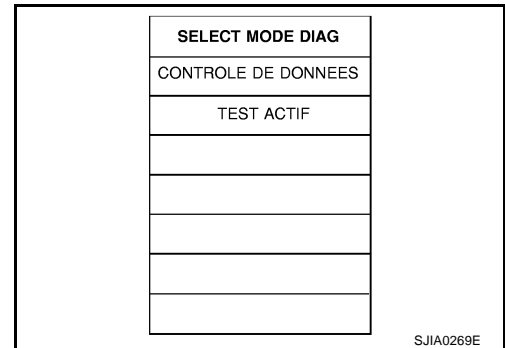 SELECT MODE DIAG
CONTROLE DE DONNEES
TEST ACTIF
SJIA0269E